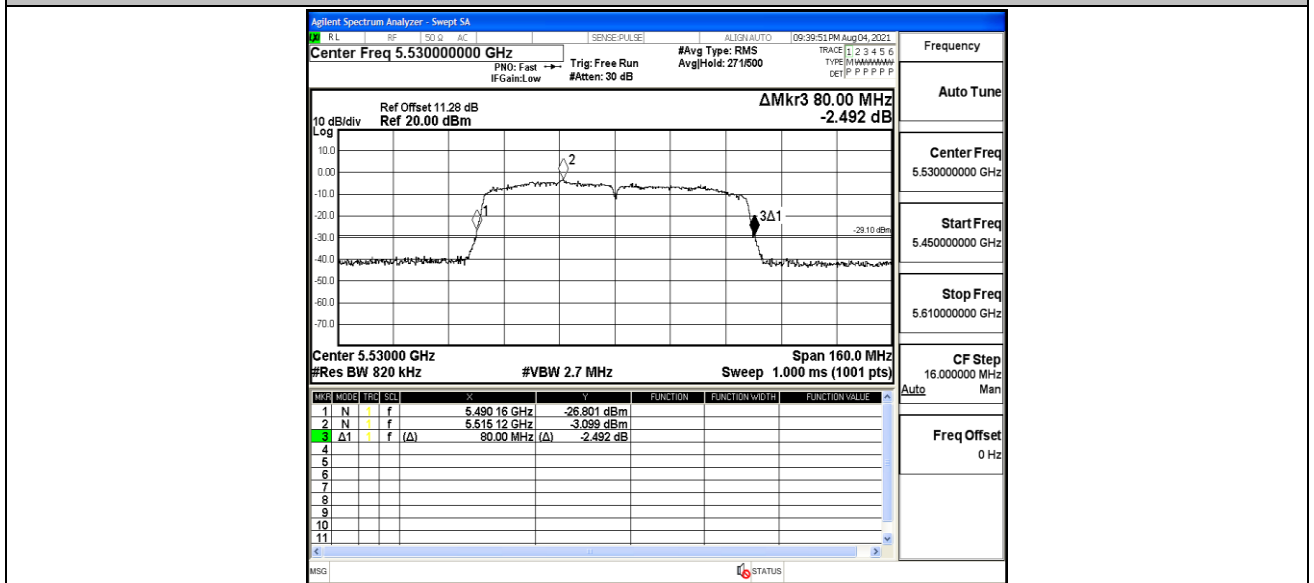 Agilent Spectrum Analyzer - Swept SA
RL RF 50 Ω AC SENSE:PULSE ALIGN AUTO 09:39:51 PM Aug 04, 2021
Center Freq 5.530000000 GHz
PNO: Fast
IFGain:Low
Trig: Free Run
#Atten: 30 dB
#Avg Type: RMS
Avg|Hold: 271/500
TRACE 1 2 3 4 5 6
TYPE MWWWWW
DET P P P P P P
ΔMkr3 80.00 MHz
-2.492 dB
Ref Offset 11.28 dB
10 dB/div Ref 20.00 dBm
Log
10.0
0.00
-10.0
-20.0
-30.0
-40.0
-50.0
-60.0
-70.0
2
1
3Δ1
-29.10 dBm
Center 5.53000 GHz Span 160.0 MHz
#Res BW 820 kHz #VBW 2.7 MHz Sweep 1.000 ms (1001 pts)
MKR MODE TRC SCL X Y FUNCTION FUNCTION WIDTH FUNCTION VALUE
1 N 1 f 5.490 16 GHz -26.801 dBm
2 N 1 f 5.515 12 GHz -3.099 dBm
3 Δ1 1 f (Δ) 80.00 MHz (Δ) -2.492 dB
4
5
6
7
8
9
10
11
MSG STATUS
Frequency
Auto Tune
Center Freq
5.530000000 GHz
Start Freq
5.450000000 GHz
Stop Freq
5.610000000 GHz
CF Step
16.000000 MHz
Auto Man
Freq Offset
0 Hz